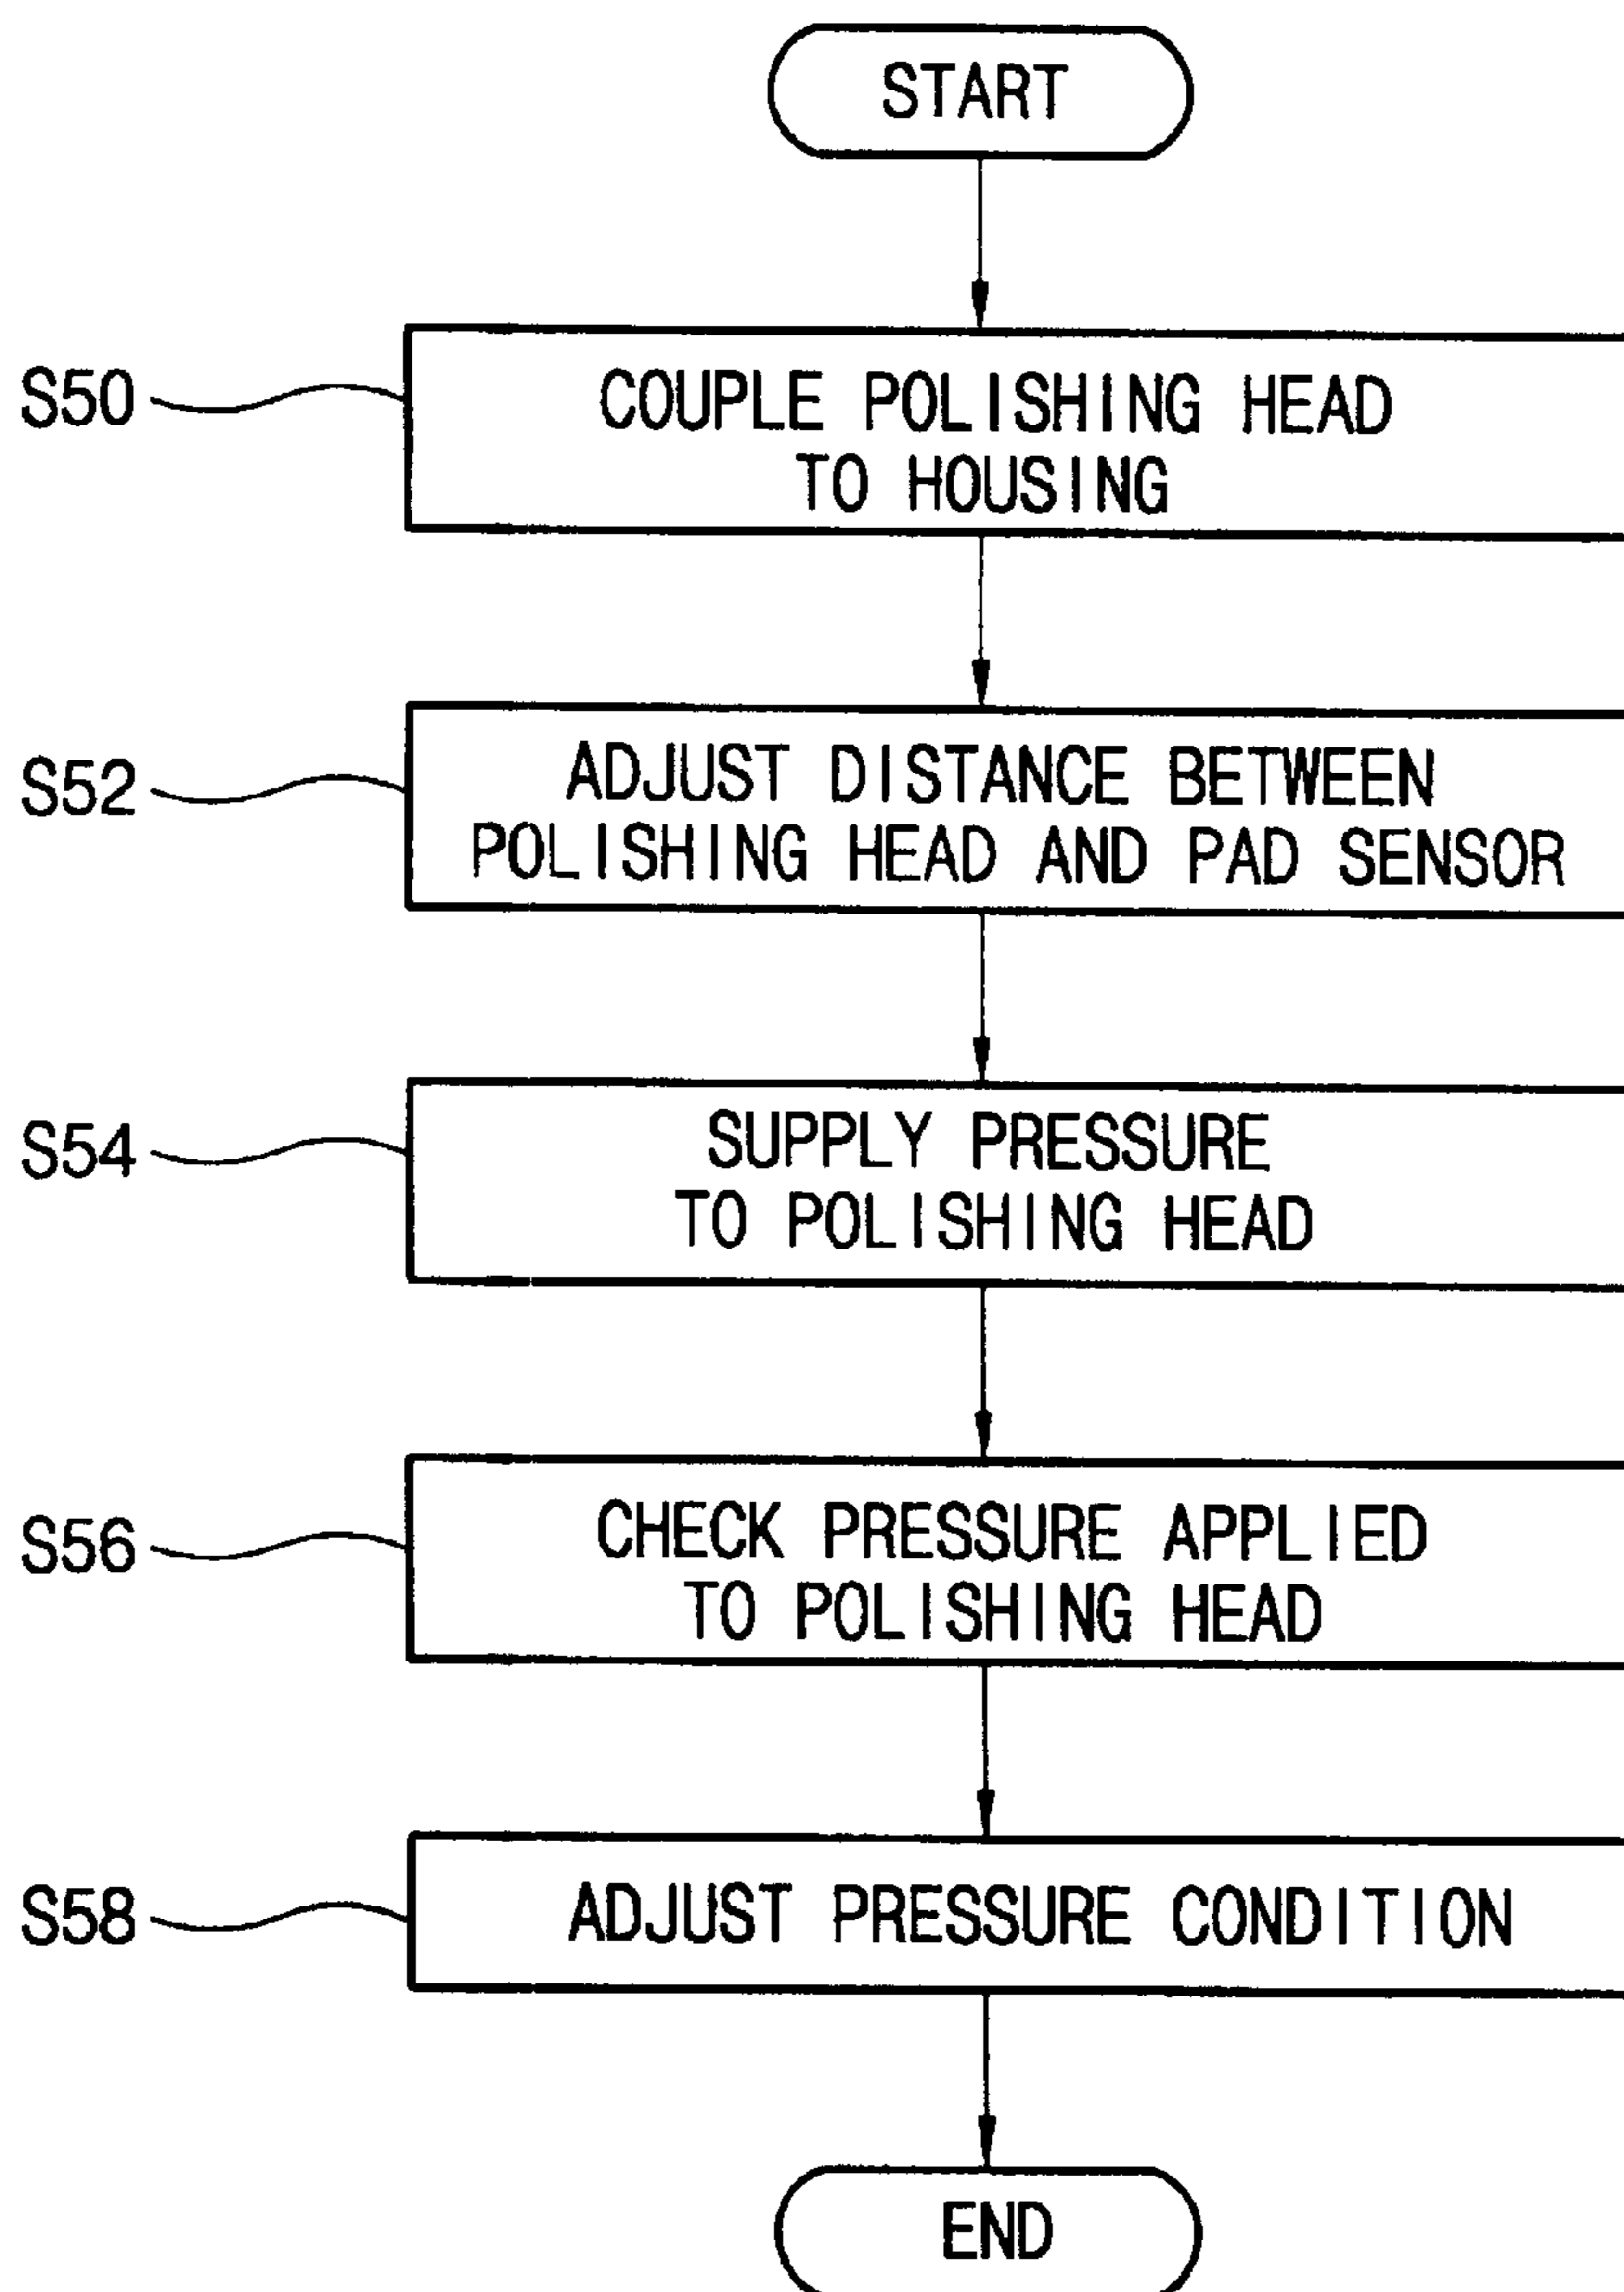 START
S50
COUPLE POLISHING HEAD
TO HOUSING
S52
ADJUST DISTANCE BETWEEN
POLISHING HEAD AND PAD SENSOR
S54
SUPPLY PRESSURE
TO POLISHING HEAD
S56
CHECK PRESSURE APPLIED
TO POLISHING HEAD
S58
ADJUST PRESSURE CONDITION
END